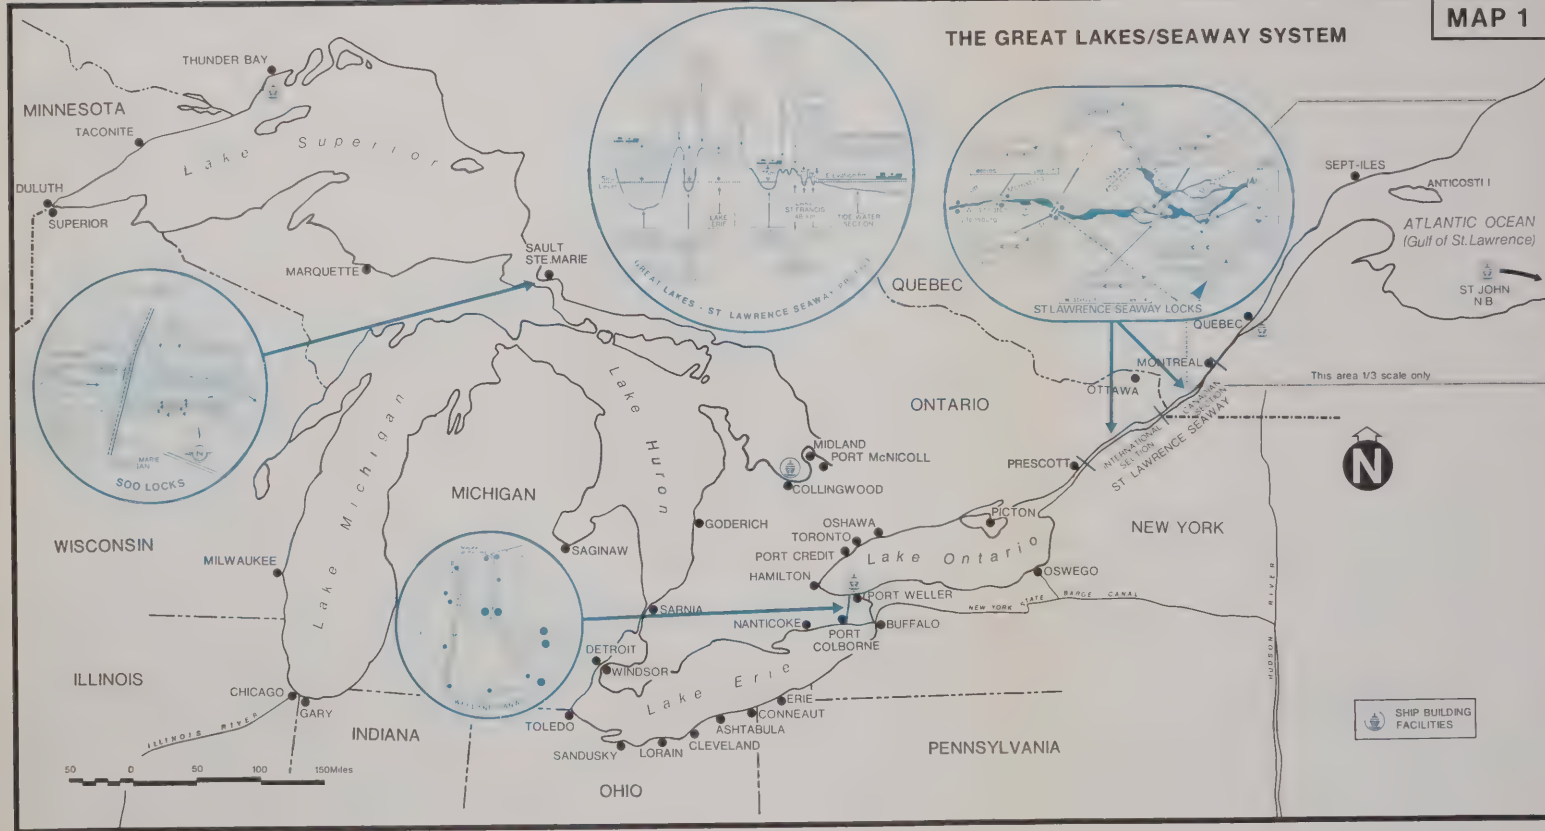 MAP 1
THE GREAT LAKES/SEAWAY SYSTEM
THUNDER BAY
MINNESOTA
TACONITE
Lake Superior
DULUTH
SUPERIOR
MARQUETTE
SAULT
STE.MARIE
LAKE
ERIE
ST FRANCIS
TIDE WATER
SECTION
GREAT LAKES - ST LAWRENCE SEAWAY
ST LAWRENCE SEAWAY LOCKS
SEPT-ILES
ANTICOSTI I
ATLANTIC OCEAN
(Gulf of St.Lawrence)
ST JOHN
N B
QUEBEC
QUEBEC
MONTREAL
OTTAWA
This area 1/3 scale only
CANADIAN
SECTION
INTERNATIONAL
SECTION
ST LAWRENCE SEAWAY
PRESCOTT
N
SOO LOCKS
ONTARIO
Lake Michigan
Lake Huron
MIDLAND
PORT McNICOLL
COLLINGWOOD
MICHIGAN
GODERICH
SAGINAW
WISCONSIN
MILWAUKEE
OSHAWA
TORONTO
PORT CREDIT
HAMILTON
PICTON
Lake Ontario
NEW YORK
OSWEGO
PORT WELLER
NEW YORK STATE BARGE CANAL
HUDSON RIVER
SARNIA
NANTICOKE
PORT
COLBORNE
BUFFALO
DETROIT
WINDSOR
Lake Erie
ILLINOIS
CHICAGO
GARY
ILLINOIS RIVER
INDIANA
TOLEDO
SANDUSKY
LORAIN
CLEVELAND
ASHTABULA
CONNEAUT
ERIE
PENNSYLVANIA
OHIO
SHIP BUILDING
FACILITIES
50 0 50 100 150Miles